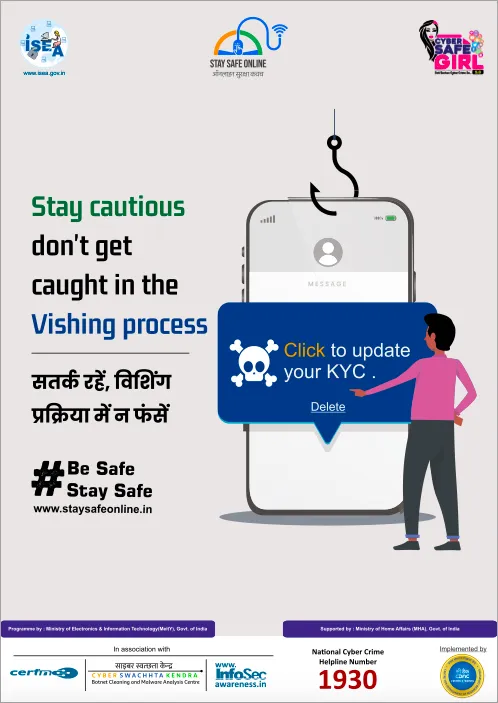 ISEA
www.isea.gov.in
STAY SAFE ONLINE
ऑनलाइन सुरक्षा कवच
CYBER
SAFE
GIRL
Stay cautious
don't get
caught in the
Vishing process
सतर्क रहें, विशिंग
प्रक्रिया में न फंसें
#Be Safe
Stay Safe
www.staysafeonline.in
100%
MESSAGE
Click to update
your KYC .
Delete
Programme by : Ministry of Electronics & Information Technology(MeitY), Govt. of India
Supported by : Ministry of Home Affairs (MHA), Govt. of India
In association with
साइबर स्वच्छता केन्द्र
CYBER SWACHHTA KENDRA
Botnet Cleaning and Malware Analysis Centre
www.
InfoSec
awareness.in
National Cyber Crime
Helpline Number
1930
Implemented by